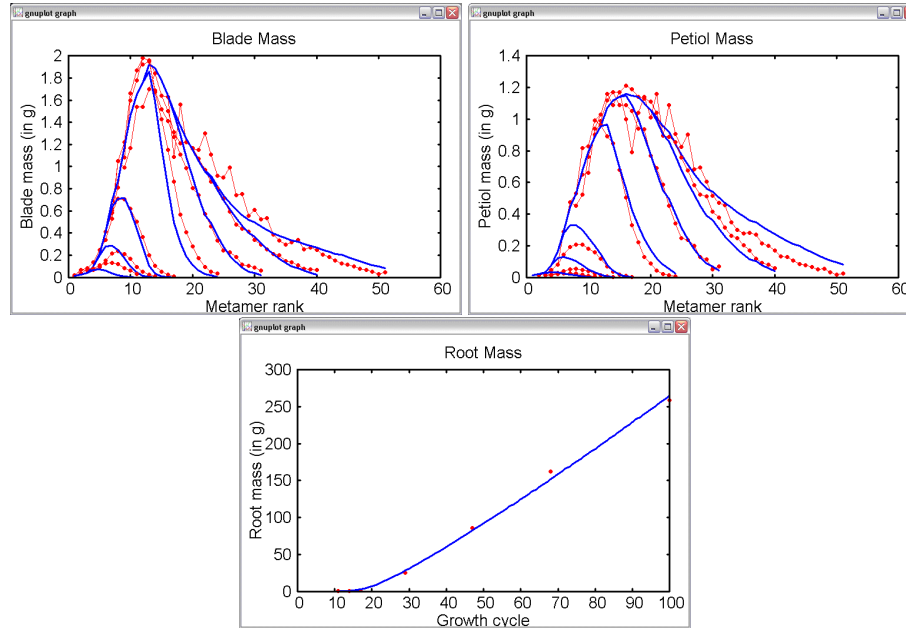 gnuplot graph
Blade Mass
Blade mass (in g)
2
1.8
1.6
1.4
1.2
1
0.8
0.6
0.4
0.2
0
0 10 20 30 40 50 60
Metamer rank
gnuplot graph
Petiol Mass
Petiol mass (in g)
1.4
1.2
1
0.8
0.6
0.4
0.2
0
0 10 20 30 40 50 60
Metamer rank
gnuplot graph
Root Mass
Root mass (in g)
300
250
200
150
100
50
0
0 10 20 30 40 50 60 70 80 90 100
Growth cycle